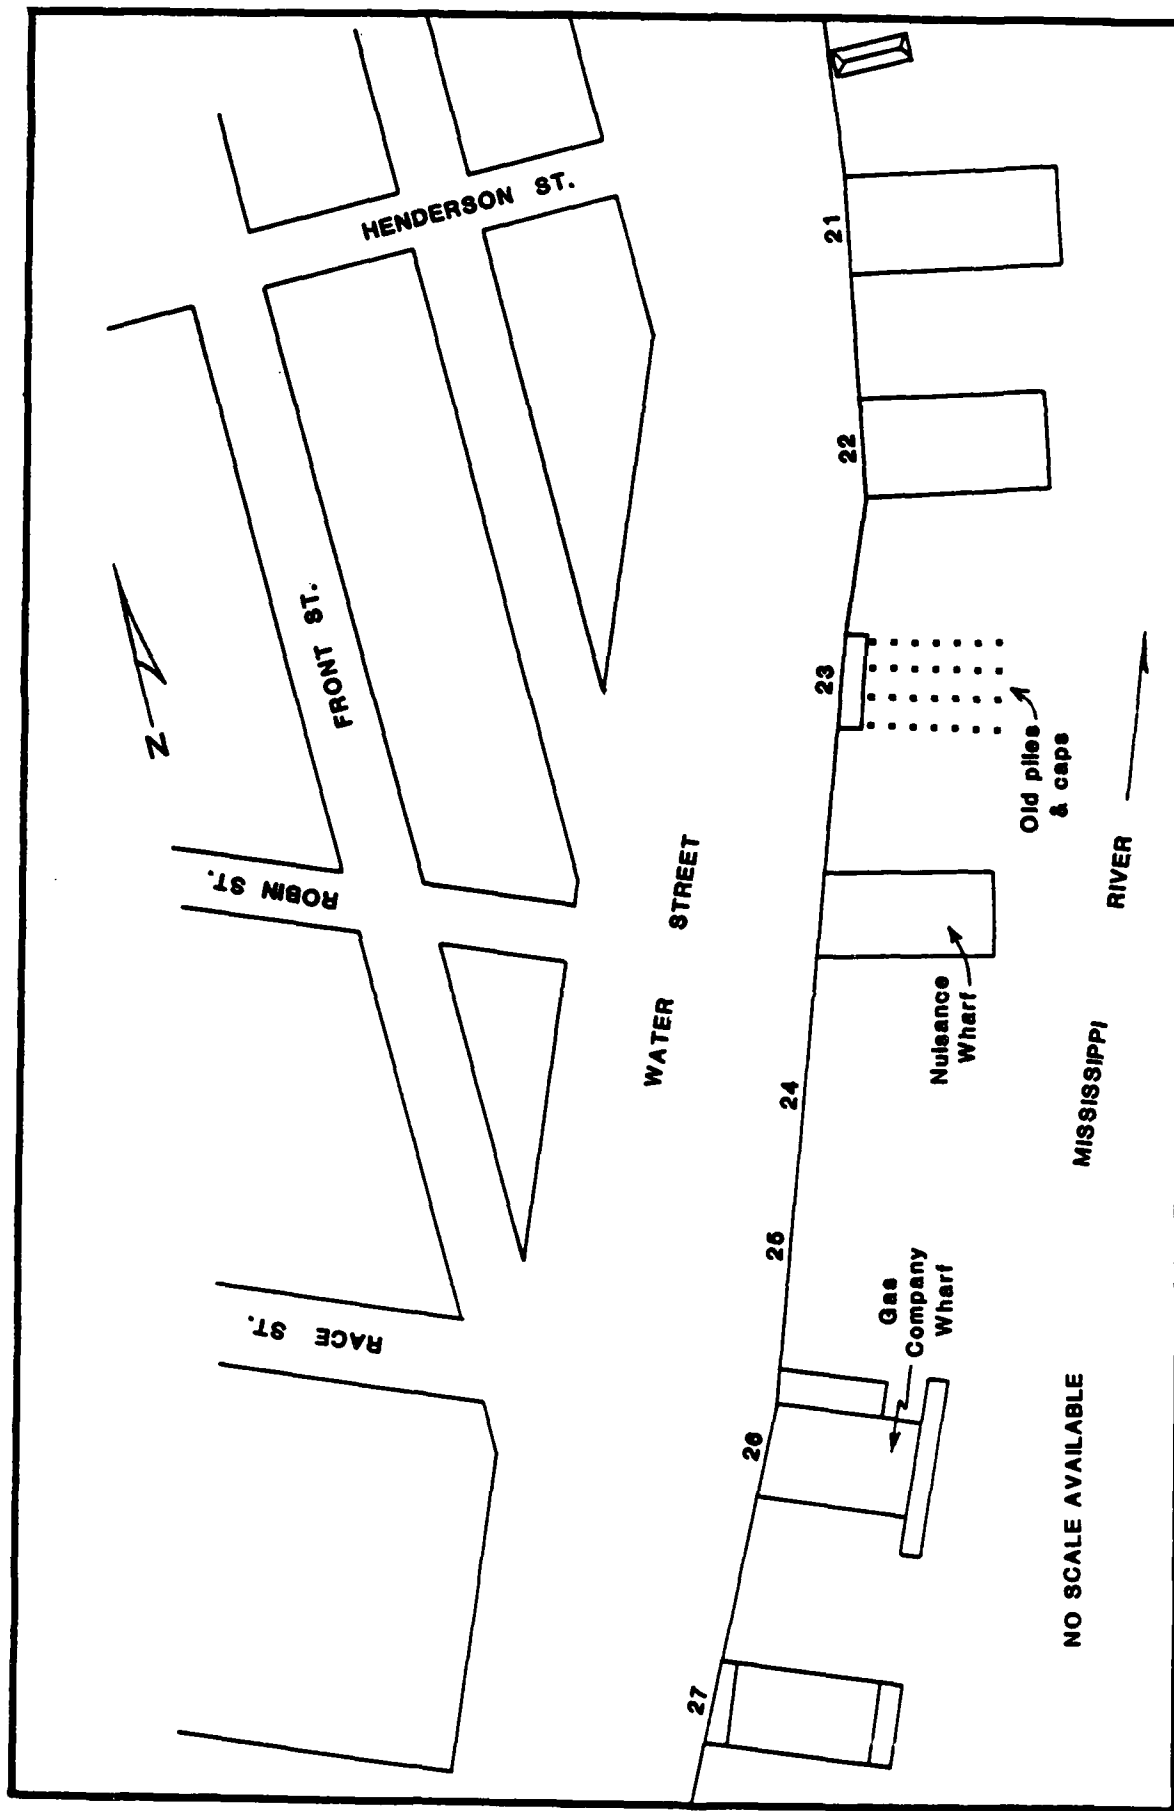 HENDERSON ST.
FRONT ST.
N
ROBIN ST.
RACE ST.
WATER STREET
21
22
23
24
25
26
27
Old piles
& caps
Nuisance
Wharf
Gas
Company
Wharf
MISSISSIPPI RIVER
NO SCALE AVAILABLE